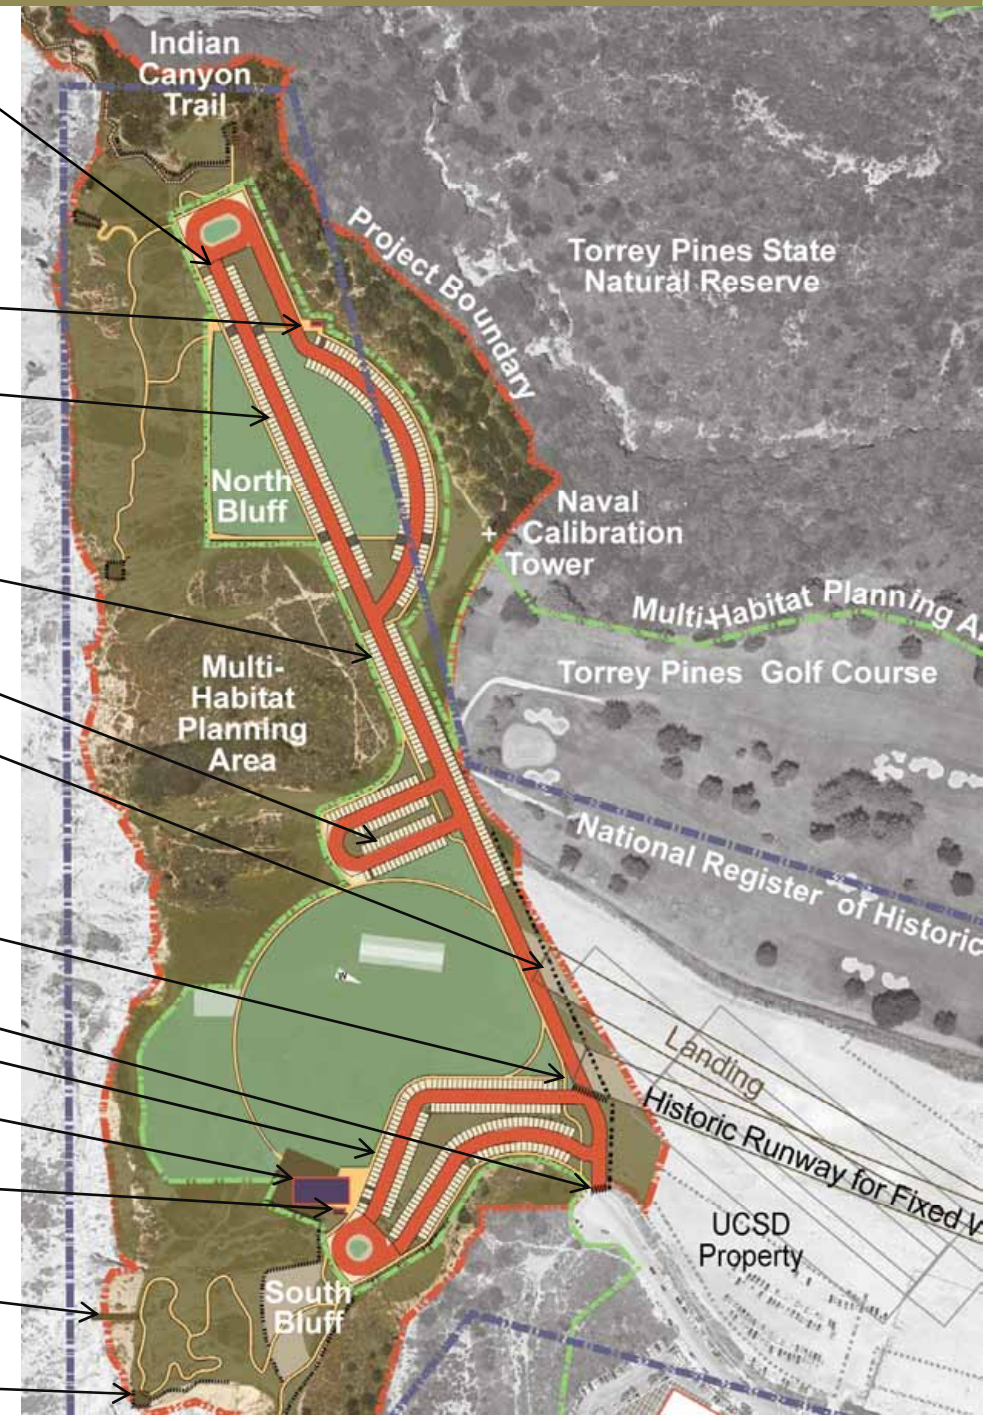 Indian
Canyon
Trail
Project Boundary
Torrey Pines State
Natural Reserve
North
Bluff
Naval
Calibration
Tower
Multi-Habitat Planning A
Torrey Pines Golf Course
Multi-
Habitat
Planning
Area
National Register of Historic
N
Landing
Historic Runway for Fixed W
UCSD
Property
South
Bluff